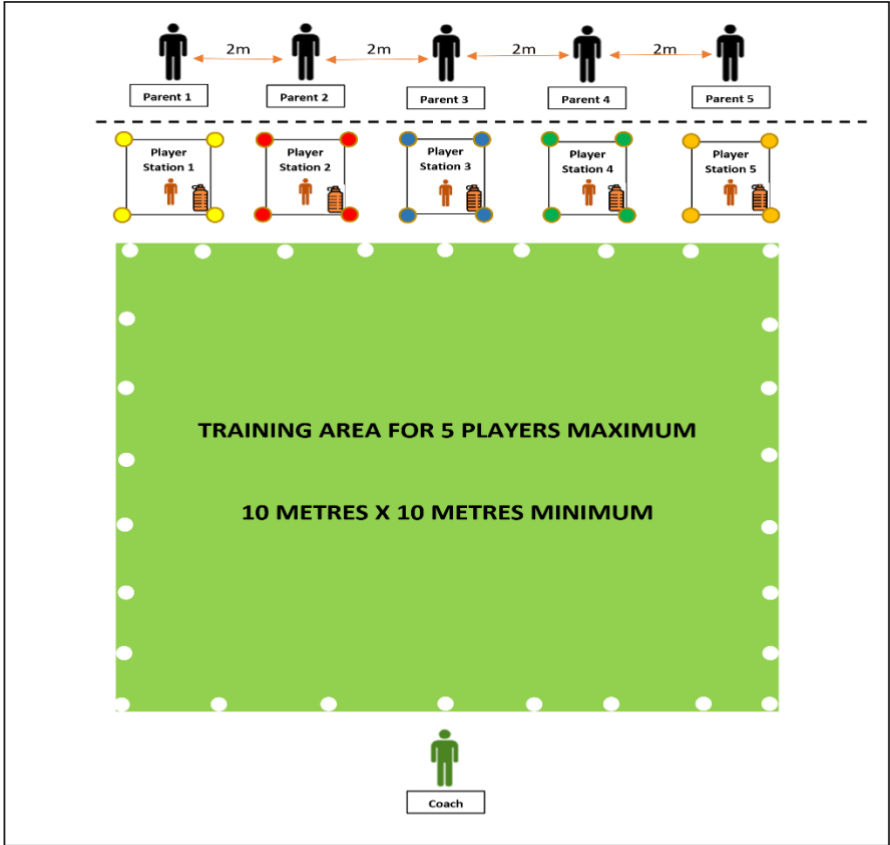 2m 2m 2m 2m
Parent 1 Parent 2 Parent 3 Parent 4 Parent 5
Player Player Player Player Player
Station 1 Station 2 Station 3 Station 4 Station 5
TRAINING AREA FOR 5 PLAYERS MAXIMUM
10 METRES X 10 METRES MINIMUM
Coach